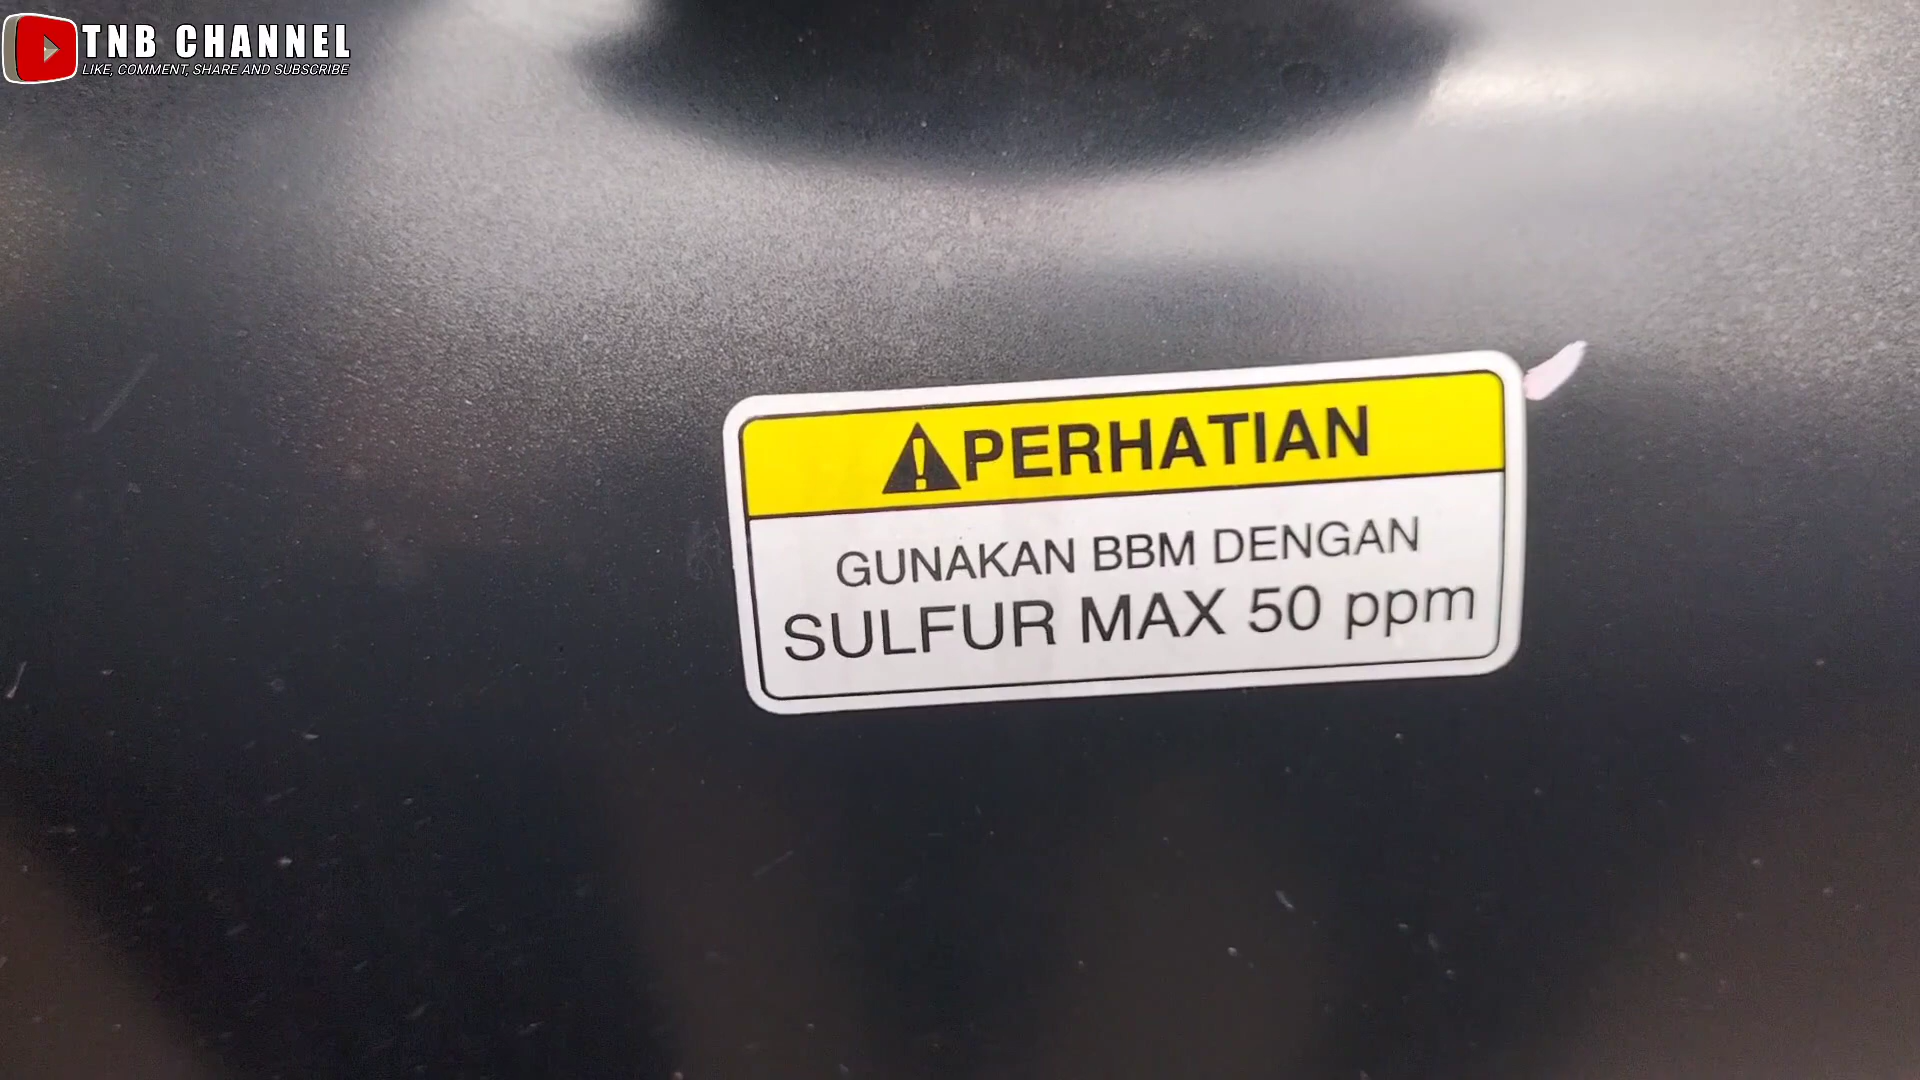 TNB CHANNEL
LIKE, COMMENT, SHARE AND SUBSCRIBE
PERHATIAN
GUNAKAN BBM DENGAN
SULFUR MAX 50 ppm